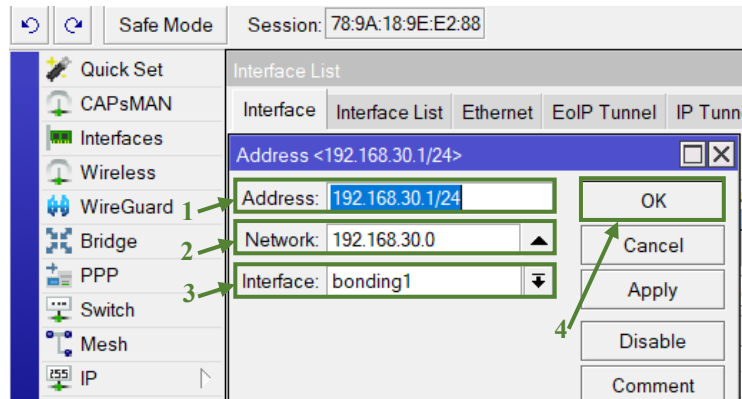 Safe Mode Session: 78:9A:18:9E:E2:88
Quick Set
CAPsMAN
Interfaces
Wireless
WireGuard
Bridge
PPP
Switch
Mesh
255 IP
Interface List
Interface Interface List Ethernet EoIP Tunnel IP Tunn
Address <192.168.30.1/24>
1 Address: 192.168.30.1/24
2 Network: 192.168.30.0
3 Interface: bonding1
4
OK
Cancel
Apply
Disable
Comment